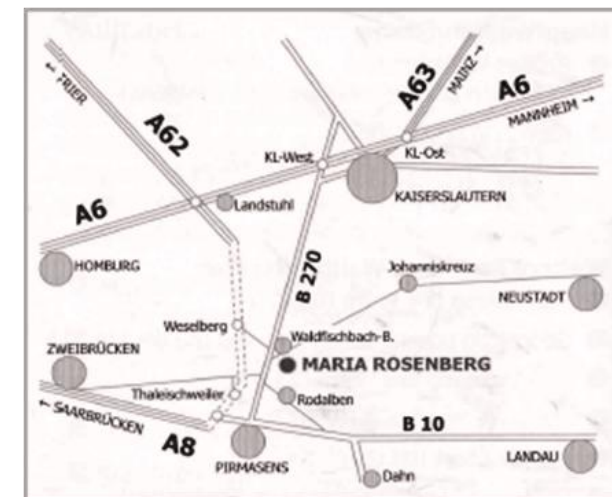 A63
MAINZ →
A6
MANNHEIM →
← TRIER
A62
KL-West
KL-Ost
KAISERSLAUTERN
A6
Landstuhl
HOMBURG
B 270
Johanniskreuz
NEUSTADT
Weselberg
Waldfischbach-B.
ZWEIBRÜCKEN
MARIA ROSENBERG
Thaleischweiler
Rodalben
← SAARBRÜCKEN
A8
B 10
PIRMASENS
LANDAU
Dahn